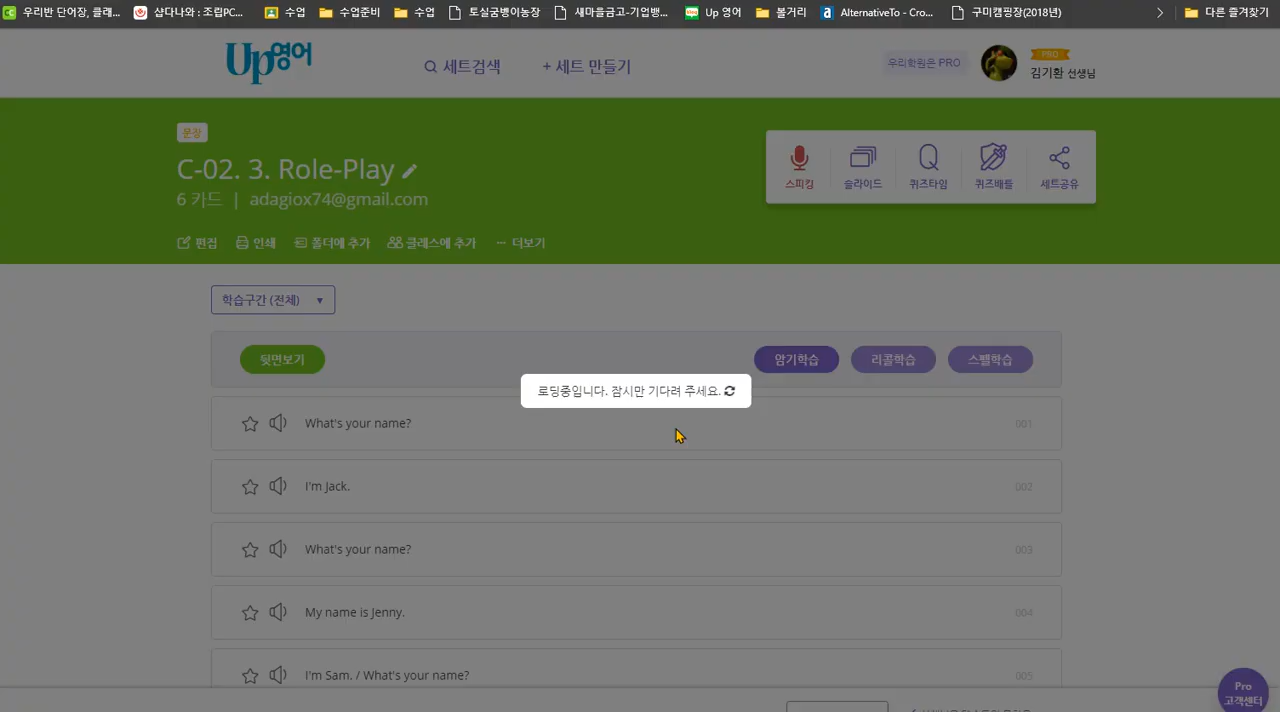 우리반 단어장, 클래... 샵다나와 : 조립PC... 수업 수업준비 수업 토실궁뱅이농장 새마을금고-기업뱅... Up 영어 볼거리 AlternativeTo - Cro... 구미캠핑장(2018년) 다른 즐겨찾기
Up영어
세트검색
+ 세트 만들기
우리학원은 PRO
PRO
김기환 선생님
문장
C-02. 3. Role-Play
6 카드 | adagiox74@gmail.com
스피킹 슬라이드 퀴즈타임 퀴즈배틀 세트공유
편집 인쇄 폴더에 추가 클래스에 추가 ··· 더보기
학습구간 (전체) ▼
뒷면보기
암기학습 리콜학습 스펠학습
로딩중입니다. 잠시만 기다려 주세요.
What's your name? 001
I'm Jack. 002
What's your name? 003
My name is Jenny. 004
I'm Sam. / What's your name? 005
Pro
고객센터